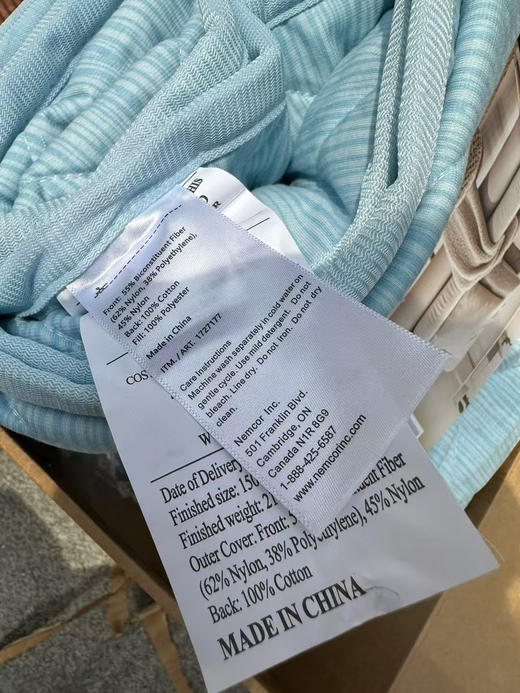 Front: 55% Biconstituent Fiber
(62% Nylon, 38% Polyethylene),
45% Nylon
Back: 100% Cotton
Fill: 100% Polyester
Made in China
ITM. / ART. 1727177
Care Instructions
Machine wash separately in cold water on
gentle cycle. Use mild detergent. Do not
bleach. Line dry. Do not iron. Do not dry
clean.
Nemcor Inc.
501 Franklin Blvd.
Cambridge, ON
Canada N1R 8G9
1-888-425-6587
www.nemcorinc.com
Date of Delivery
Finished size: 15
Finished weight: 2
Outer Cover: Front: Fiber
(62% Nylon, 38% Polyethylene), 45% Nylon
Back: 100% Cotton
MADE IN CHINA